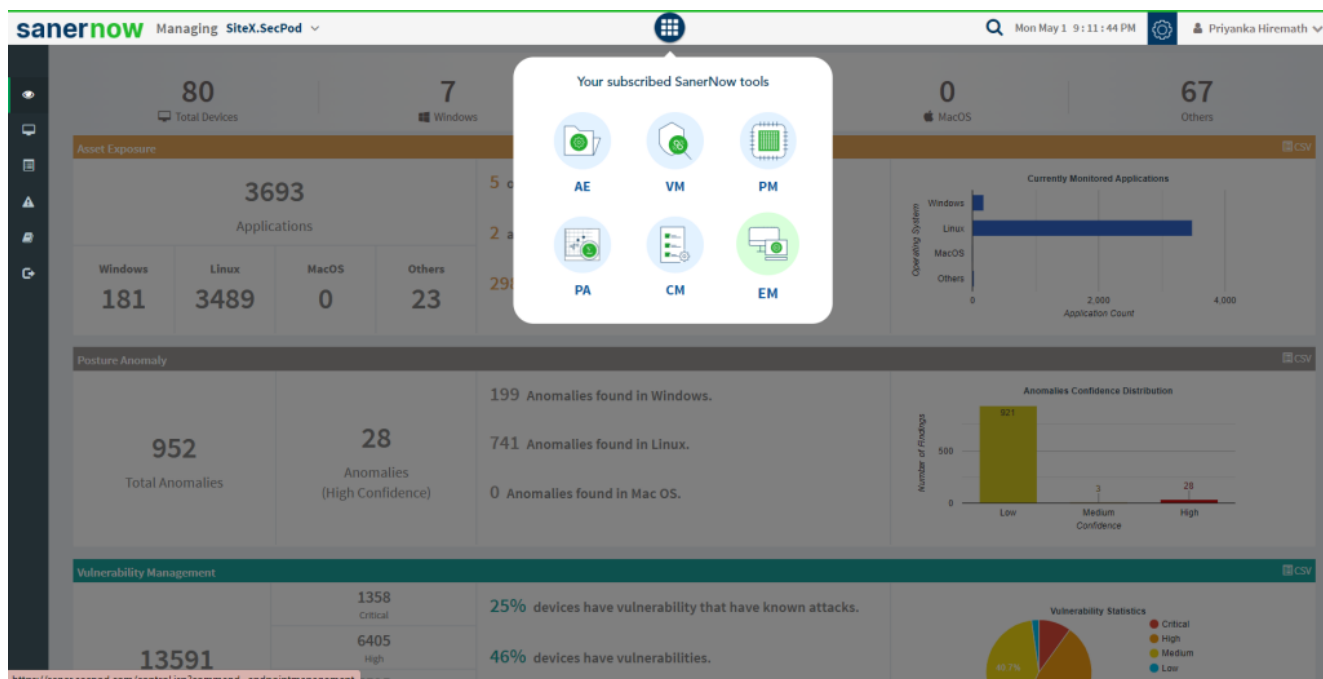 sanernow Managing SiteX.SecPod
Mon May 1 9:11:44 PM
Priyanka Hiremath
Your subscribed SanerNow tools
AE VM PM
PA CM EM
80
Total Devices
7
Windows
0
MacOS
67
Others
Asset Exposure
CSV
3693
Applications
Windows Linux MacOS Others
181 3489 0 23
5
2
Currently Monitored Applications
Operating System
Windows
Linux
MacOS
Others
0 2,000 4,000
Application Count
Posture Anomaly
CSV
952
Total Anomalies
28
Anomalies
(High Confidence)
199 Anomalies found in Windows.
741 Anomalies found in Linux.
0 Anomalies found in Mac OS.
Anomalies Confidence Distribution
Number of Findings
921
500
3
28
0
Low Medium High
Confidence
Vulnerability Management
CSV
13591
1358
Critical
6405
High
25% devices have vulnerability that have known attacks.
46% devices have vulnerabilities.
Vulnerability Statistics
Critical
High
Medium
Low